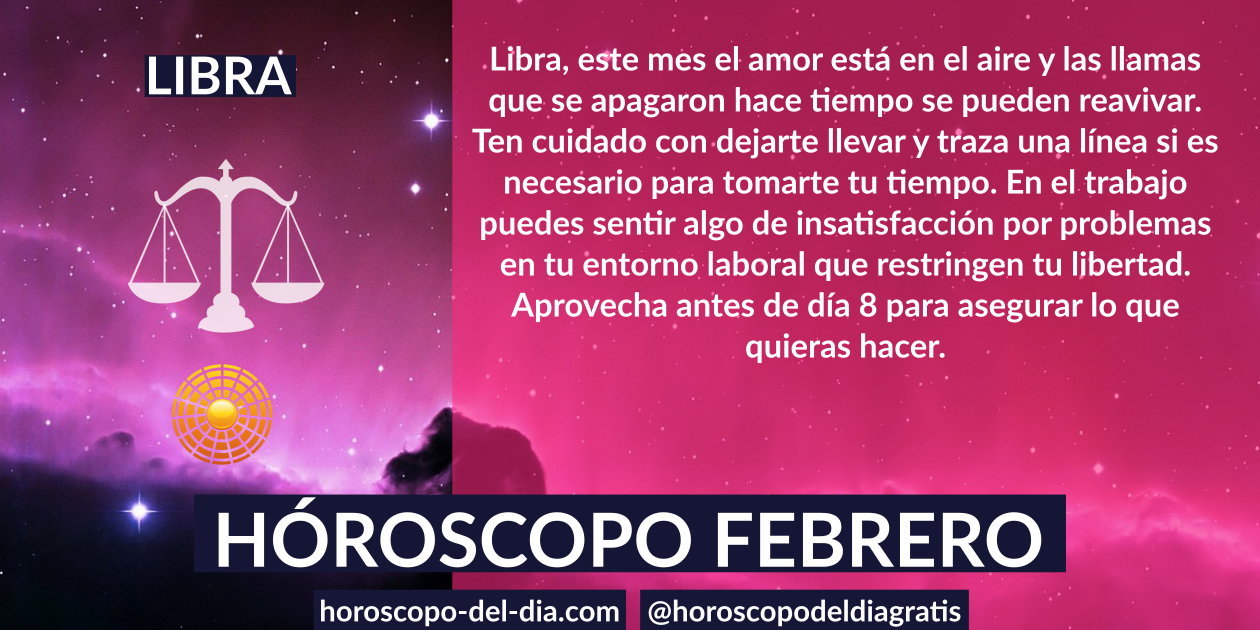 LIBRA
Libra, este mes el amor está en el aire y las llamas
que se apagaron hace tiempo se pueden reavivar.
Ten cuidado con dejarte llevar y traza una línea si es
necesario para tomarte tu tiempo. En el trabajo
puedes sentir algo de insatisfacción por problemas
en tu entorno laboral que restringen tu libertad.
Aprovecha antes de día 8 para asegurar lo que
quieras hacer.
HÓROSCOPO FEBRERO
horoscopo-del-dia.com
@horoscopodeldiagratis